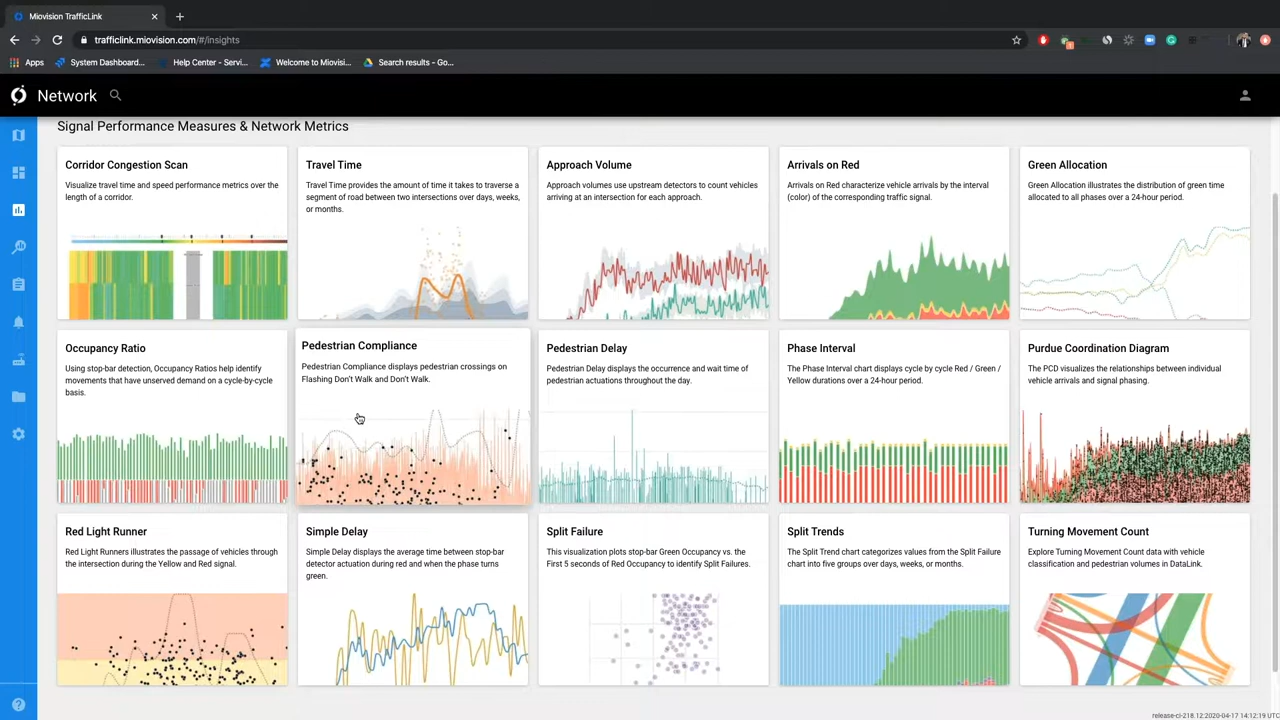 Miovision TrafficLink
trafficlink.miovision.com/#/insights
Apps
System Dashboard...
Help Center - Servi...
Welcome to Miovisi...
Search results - Go...
Network
Signal Performance Measures & Network Metrics
Corridor Congestion Scan
Visualize travel time and speed performance metrics over the
length of a corridor.
Travel Time
Travel Time provides the amount of time it takes to traverse a
segment of road between two intersections over days, weeks,
or months.
Approach Volume
Approach volumes use upstream detectors to count vehicles
arriving at an intersection for each approach.
Arrivals on Red
Arrivals on Red characterize vehicle arrivals by the interval
(color) of the corresponding traffic signal.
Green Allocation
Green Allocation illustrates the distribution of green time
allocated to all phases over a 24-hour period.
Occupancy Ratio
Using stop-bar detection, Occupancy Ratios help identify
movements that have unserved demand on a cycle-by-cycle
basis.
Pedestrian Compliance
Pedestrian Compliance displays pedestrian crossings on
Flashing Don't Walk and Don't Walk.
Pedestrian Delay
Pedestrian Delay displays the occurrence and wait time of
pedestrian actuations throughout the day.
Phase Interval
The Phase Interval chart displays cycle by cycle Red / Green /
Yellow durations over a 24-hour period.
Purdue Coordination Diagram
The PCD visualizes the relationships between individual
vehicle arrivals and signal phasing.
Red Light Runner
Red Light Runners illustrates the passage of vehicles through
the intersection during the Yellow and Red signal.
Simple Delay
Simple Delay displays the average time between stop-bar
detector actuation during red and when the phase turns
green.
Split Failure
This visualization plots stop-bar Green Occupancy vs. the
First 5 seconds of Red Occupancy to identify Split Failures.
Split Trends
The Split Trend chart categorizes values from the Split Failure
chart into five groups over days, weeks, or months.
Turning Movement Count
Explore Turning Movement Count data with vehicle
classification and pedestrian volumes in DataLink.
release-ci-218.12:2020-04-17 14:12:19 UTC